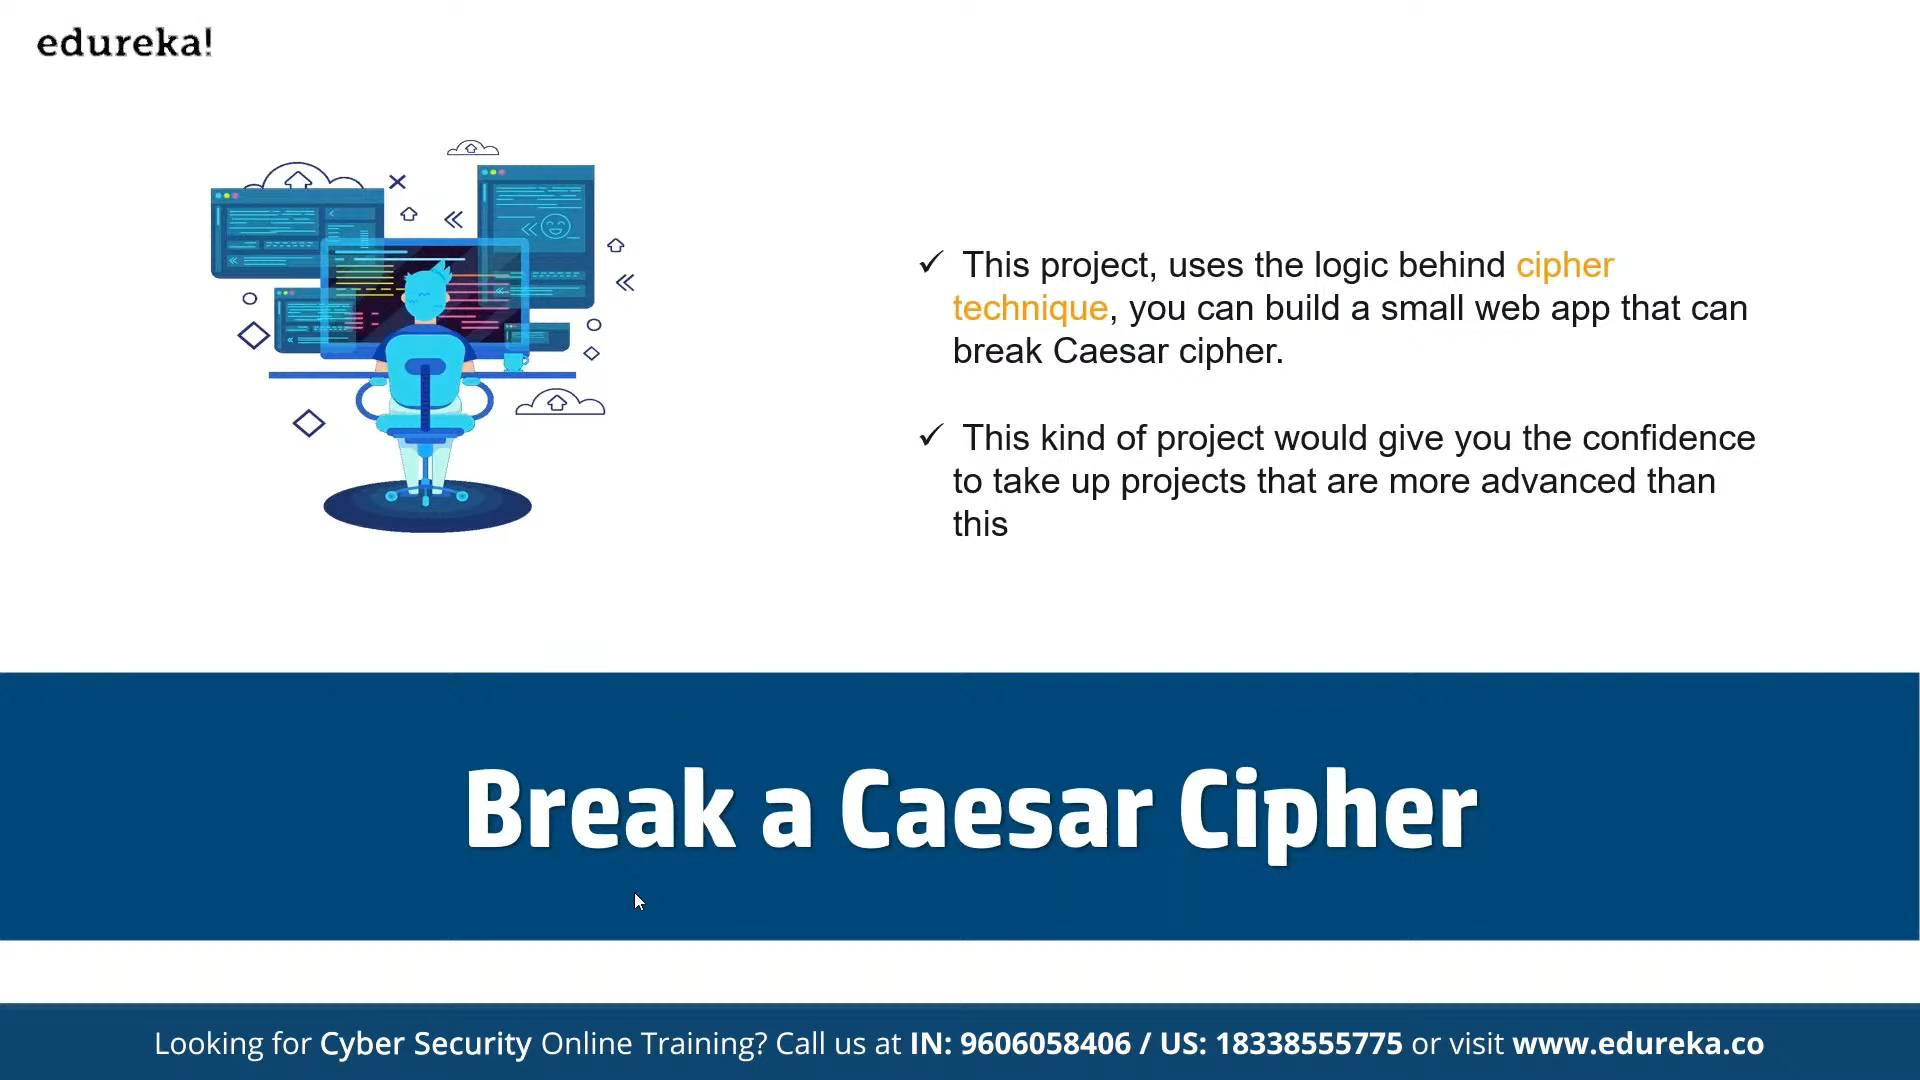 edureka!
✓ This project, uses the logic behind cipher
technique, you can build a small web app that can
break Caesar cipher.
✓ This kind of project would give you the confidence
to take up projects that are more advanced than
this
Break a Caesar Cipher
Looking for Cyber Security Online Training? Call us at IN: 9606058406 / US: 18338555775 or visit www.edureka.co